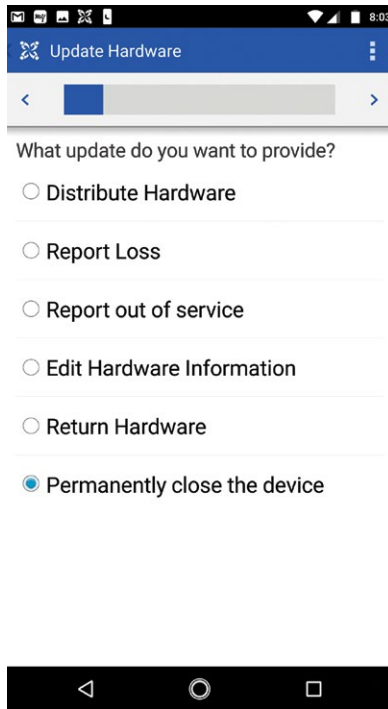 8:03
Update Hardware
What update do you want to provide?
Distribute Hardware
Report Loss
Report out of service
Edit Hardware Information
Return Hardware
Permanently close the device